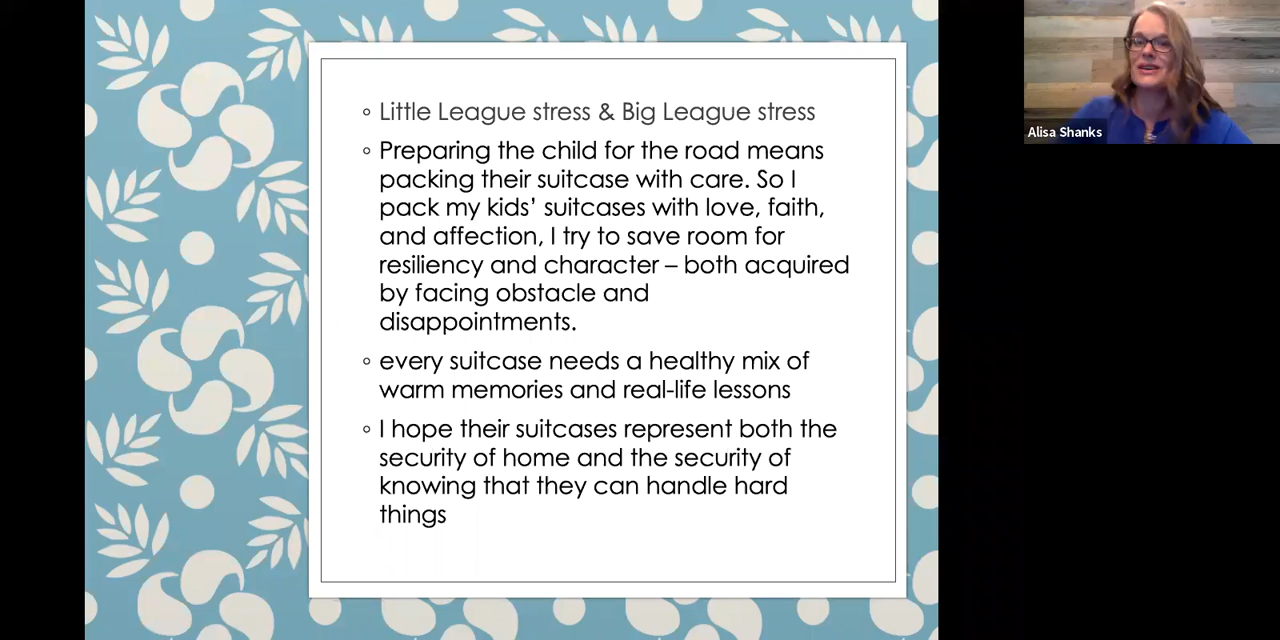 ◦ Little League stress & Big League stress
◦ Preparing the child for the road means
packing their suitcase with care. So I
pack my kids’ suitcases with love, faith,
and affection, I try to save room for
resiliency and character – both acquired
by facing obstacle and
disappointments.
◦ every suitcase needs a healthy mix of
warm memories and real-life lessons
◦ I hope their suitcases represent both the
security of home and the security of
knowing that they can handle hard
things
Alisa Shanks